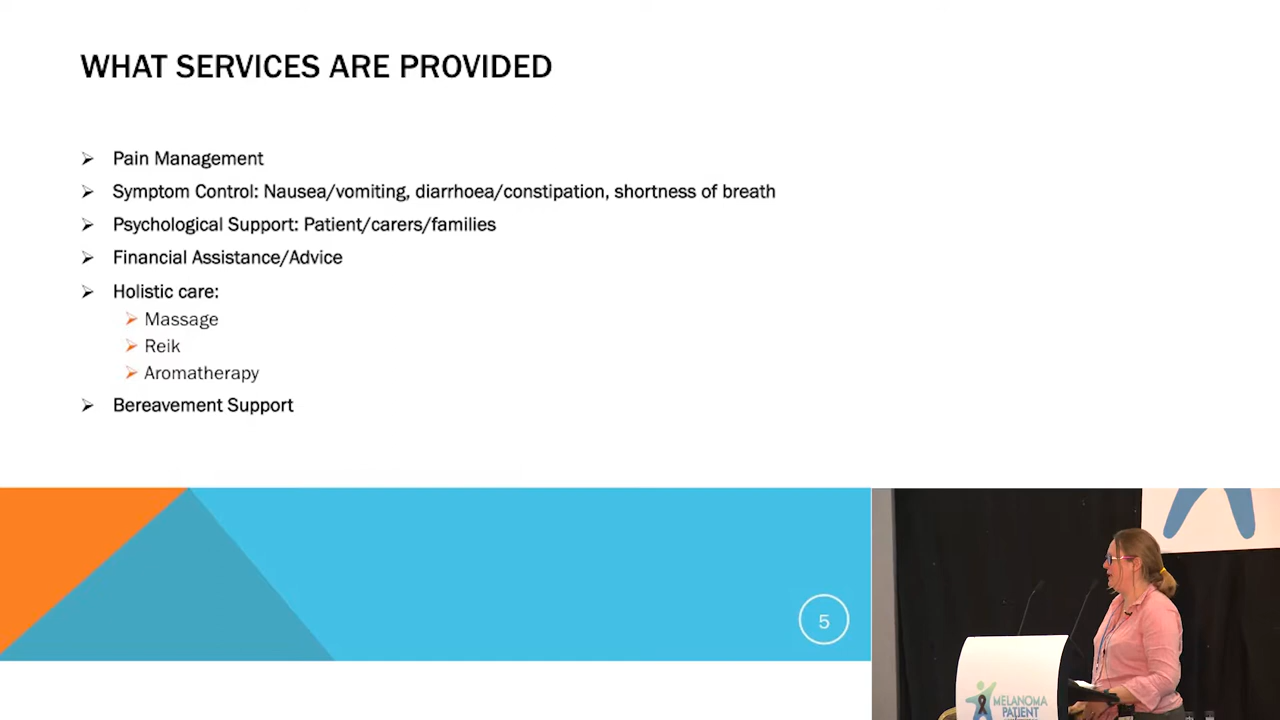 WHAT SERVICES ARE PROVIDED
Pain Management
Symptom Control: Nausea/vomiting, diarrhoea/constipation, shortness of breath
Psychological Support: Patient/carers/families
Financial Assistance/Advice
Holistic care:
Massage
Reik
Aromatherapy
Bereavement Support
5
MELANOMA
PATIENT